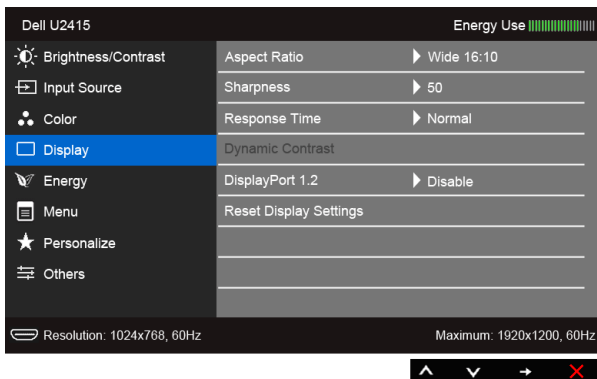 Dell U2415 Energy Use
Brightness/Contrast Aspect Ratio Wide 16:10
Input Source Sharpness 50
Color Response Time Normal
Display Dynamic Contrast
Energy DisplayPort 1.2 Disable
Menu Reset Display Settings
Personalize
Others
Resolution: 1024x768, 60Hz Maximum: 1920x1200, 60Hz